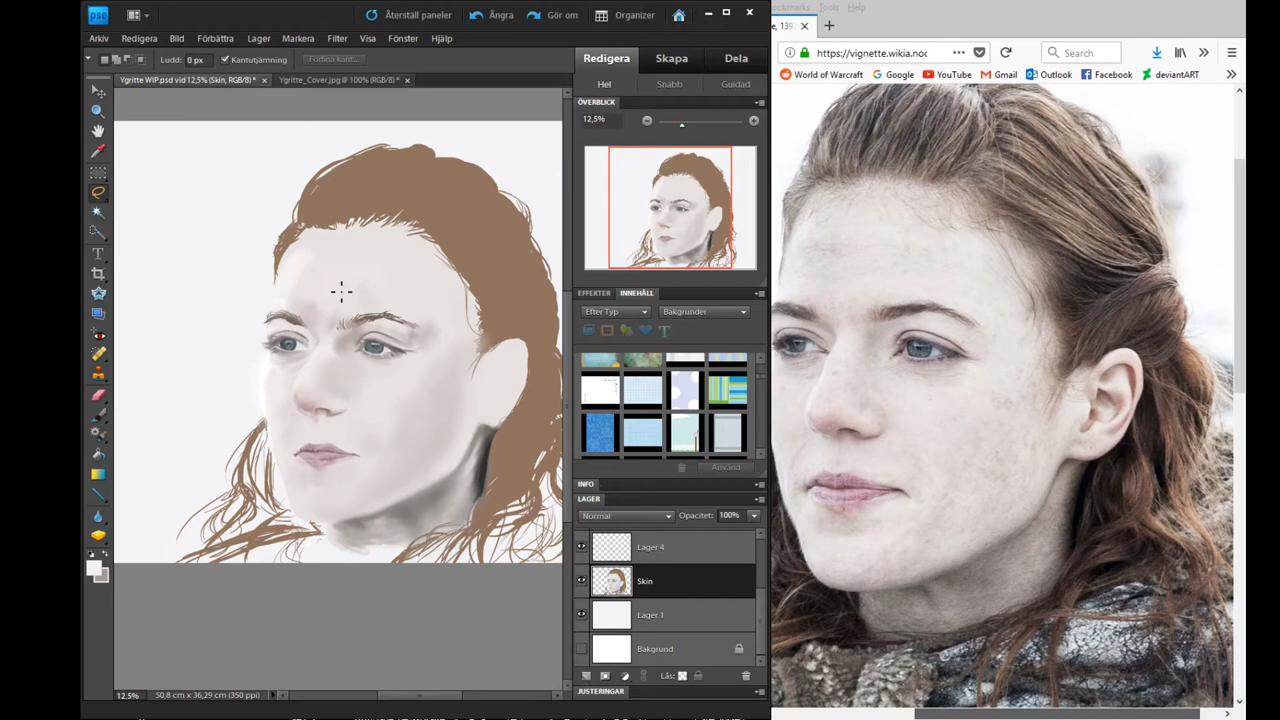 pse
Återställ paneler
Ångra
Gör om
Organizer
Arkiv Redigera Bild Förbättra Lager Markera Filter Visa Fönster Hjälp
Ludd: 0 px Kantutjämning
Redigera Skapa Dela
Ygritte WIP.psd vid 12,5% (Skin, RGB/8) * × Ygritte_Cover.jpg @ 100% (RGB/8) * ×
Hel Snabb Guidad
ÖVERBLICK
12,5%
EFFEKTER INNEHÅLL
Efter Typ Bakgrunder
Använd
INFO
LAGER
Normal Opacitet: 100%
Lager 4
Skin
Lager 1
Bakgrund
Lås:
JUSTERINGAR
12,5% 50,8 cm x 36,29 cm (350 ppi)
ookmarks Tools Help
https://vignette.wikia.noc
Search
World of Warcraft Google YouTube Gmail Outlook Facebook deviantART